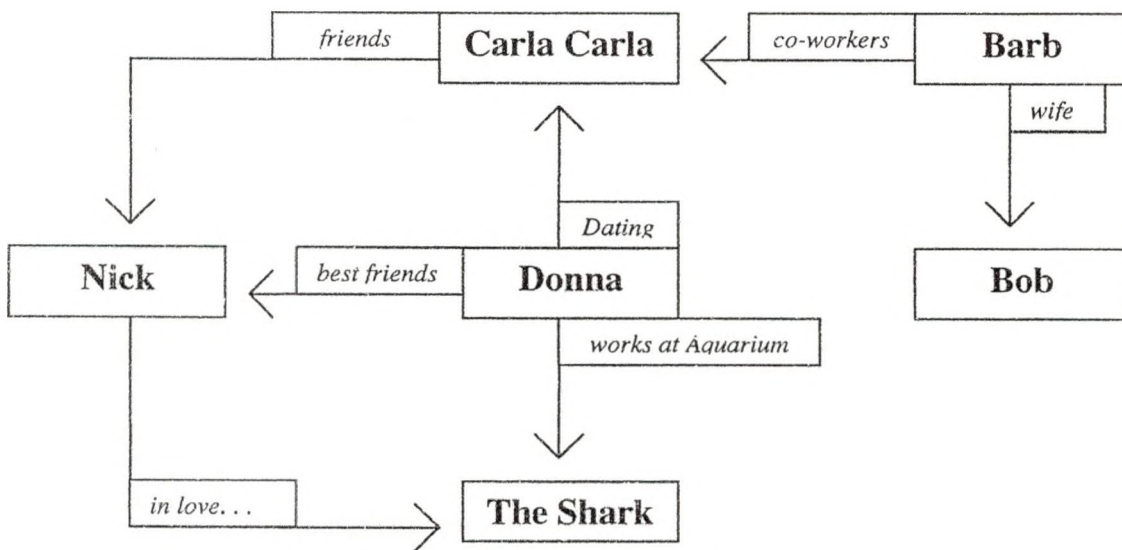 friends
Carla Carla
co-workers
Barb
wife
Dating
Nick
best friends
Donna
Bob
works at Aquarium
in love...
The Shark